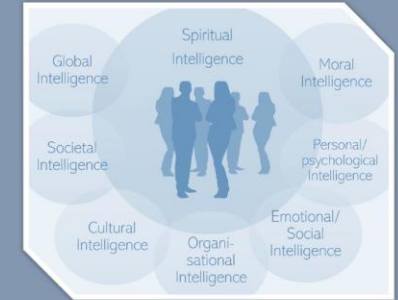 Spiritual
Intelligence
Global
Intelligence
Moral
Intelligence
Societal
Intelligence
Personal/
psychological
Intelligence
Cultural
Intelligence
Organi-
sational
Intelligence
Emotional/
Social
Intelligence